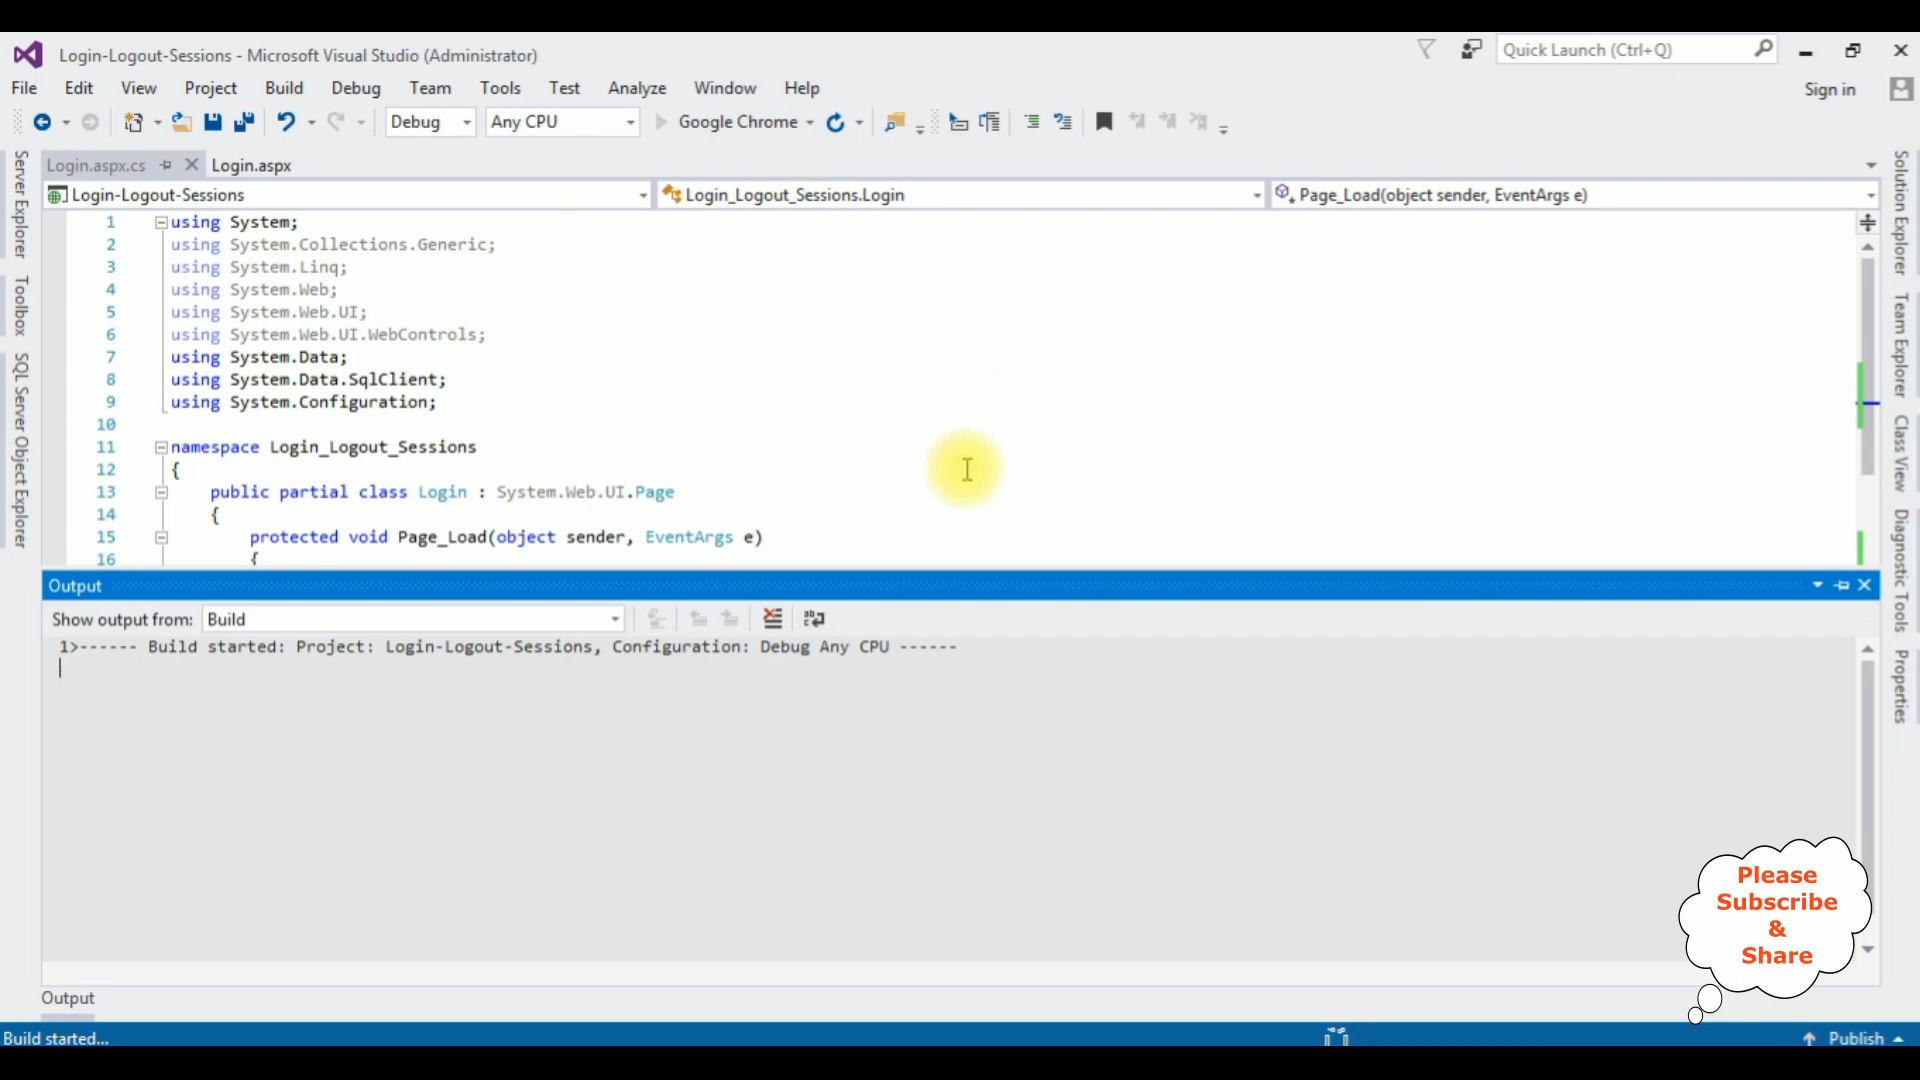 Login-Logout-Sessions - Microsoft Visual Studio (Administrator)
Quick Launch (Ctrl+Q)
File Edit View Project Build Debug Team Tools Test Analyze Window Help
Sign in
Debug Any CPU Google Chrome
Login.aspx.cs Login.aspx
Login-Logout-Sessions Login_Logout_Sessions.Login Page_Load(object sender, EventArgs e)
1 using System;
2 using System.Collections.Generic;
3 using System.Linq;
4 using System.Web;
5 using System.Web.UI;
6 using System.Web.UI.WebControls;
7 using System.Data;
8 using System.Data.SqlClient;
9 using System.Configuration;
10
11 namespace Login_Logout_Sessions
12 {
13 public partial class Login : System.Web.UI.Page
14 {
15 protected void Page_Load(object sender, EventArgs e)
16 {
Server Explorer
Toolbox
SQL Server Object Explorer
Solution Explorer
Team Explorer
Class View
Diagnostic Tools
Properties
Output
Show output from: Build
1>------ Build started: Project: Login-Logout-Sessions, Configuration: Debug Any CPU ------
Please
Subscribe
&
Share
Output
Build started...
Publish